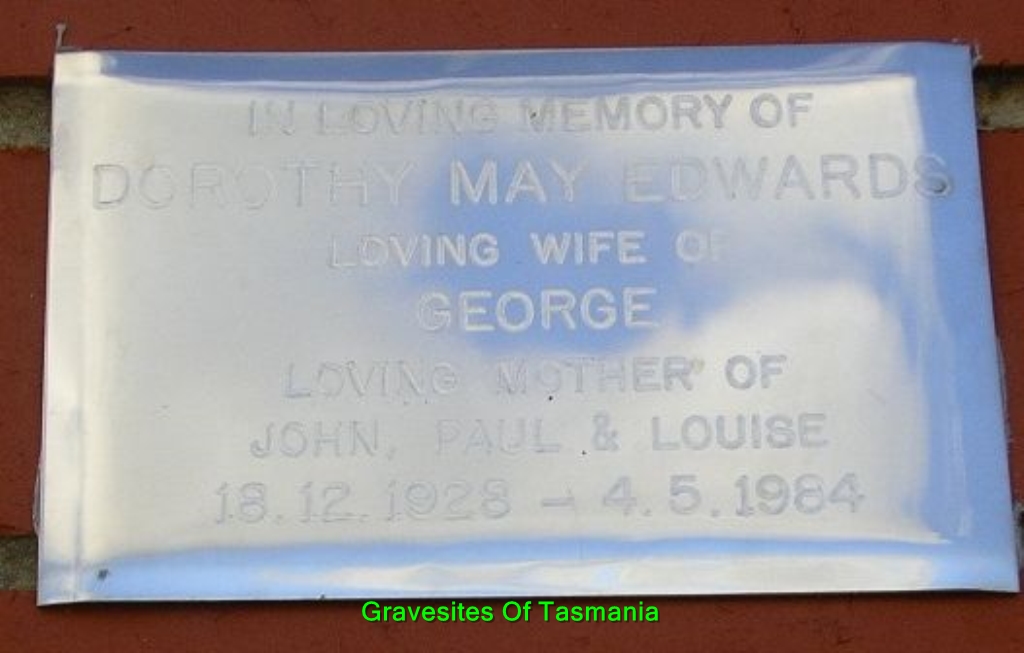 IN LOVING MEMORY OF
DOROTHY MAY EDWARDS
LOVING WIFE OF
GEORGE
LOVING MOTHER OF
JOHN, PAUL & LOUISE
18.12.1928 - 4.5.1984
Gravesites Of Tasmania